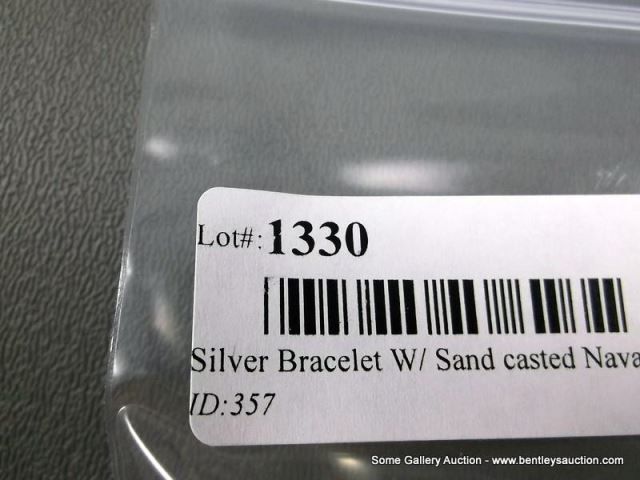 Lot#: 1330
Silver Bracelet W/ Sand casted Nava
ID:357
Some Gallery Auction - www.bentleysauction.com